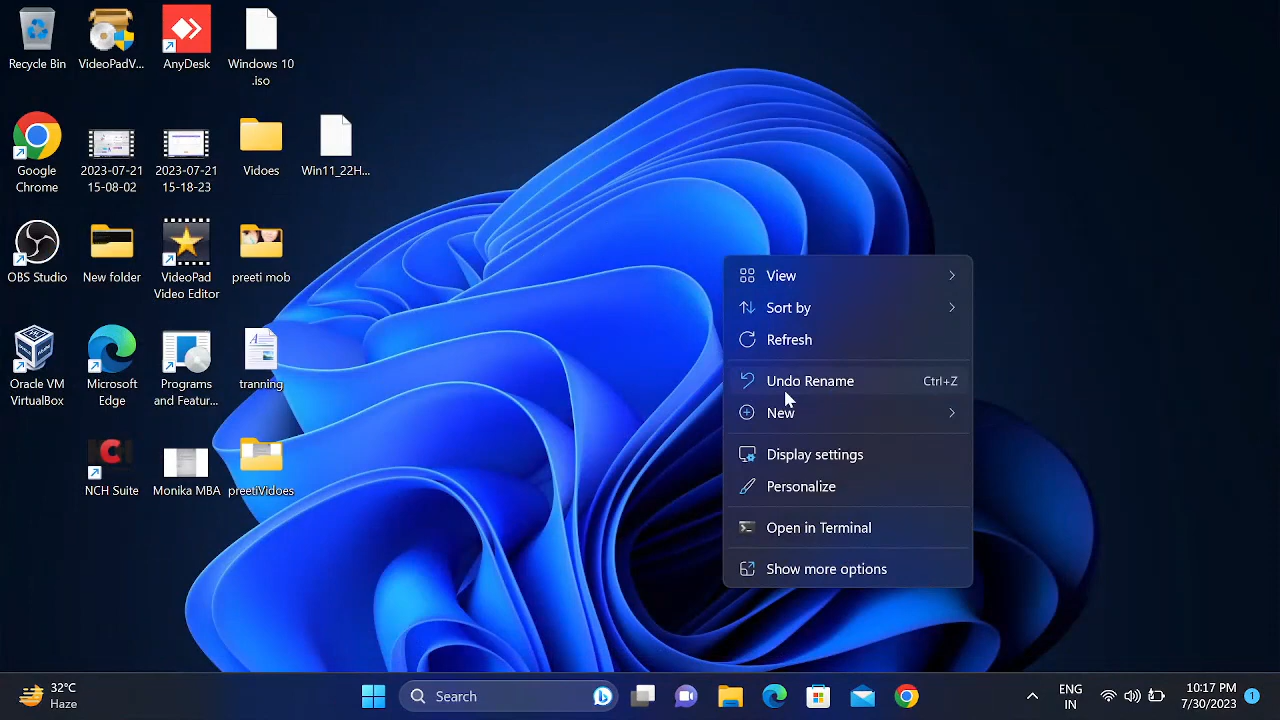 Recycle Bin
VideoPadV...
AnyDesk
Windows 10
.iso
Google
Chrome
2023-07-21
15-08-02
2023-07-21
15-18-23
Vidoes
Win11_22H...
OBS Studio
New folder
VideoPad
Video Editor
preeti mob
Oracle VM
VirtualBox
Microsoft
Edge
Programs
and Featur...
tranning
NCH Suite
Monika MBA
preetiVidoes
View
Sort by
Refresh
Undo Rename Ctrl+Z
New
Display settings
Personalize
Open in Terminal
Show more options
32°C
Haze
Search
ENG
IN
10:17 PM
7/30/2023
1